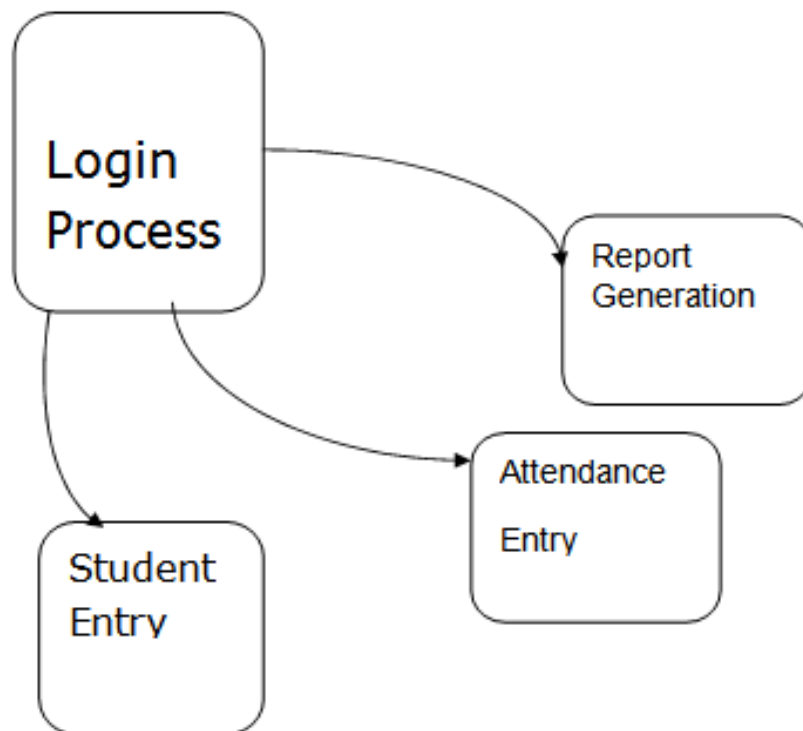 Login
Process
Report
Generation
Attendance
Entry
Student
Entry